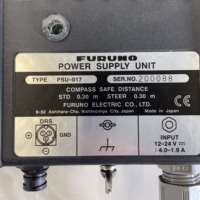 FURUNO
POWER SUPPLY UNIT
TYPE PSU-017 SER.NO. 200088
COMPASS SAFE DISTANCE
STD 0.30 m STEER 0.30 m
FURUNO ELECTRIC CO., LTD.
9-52 Ashihara-Cho, Nishinomiya City, Japan Made in Japan
DRS
GND
INPUT
12-24 V
4.0-1.9 A